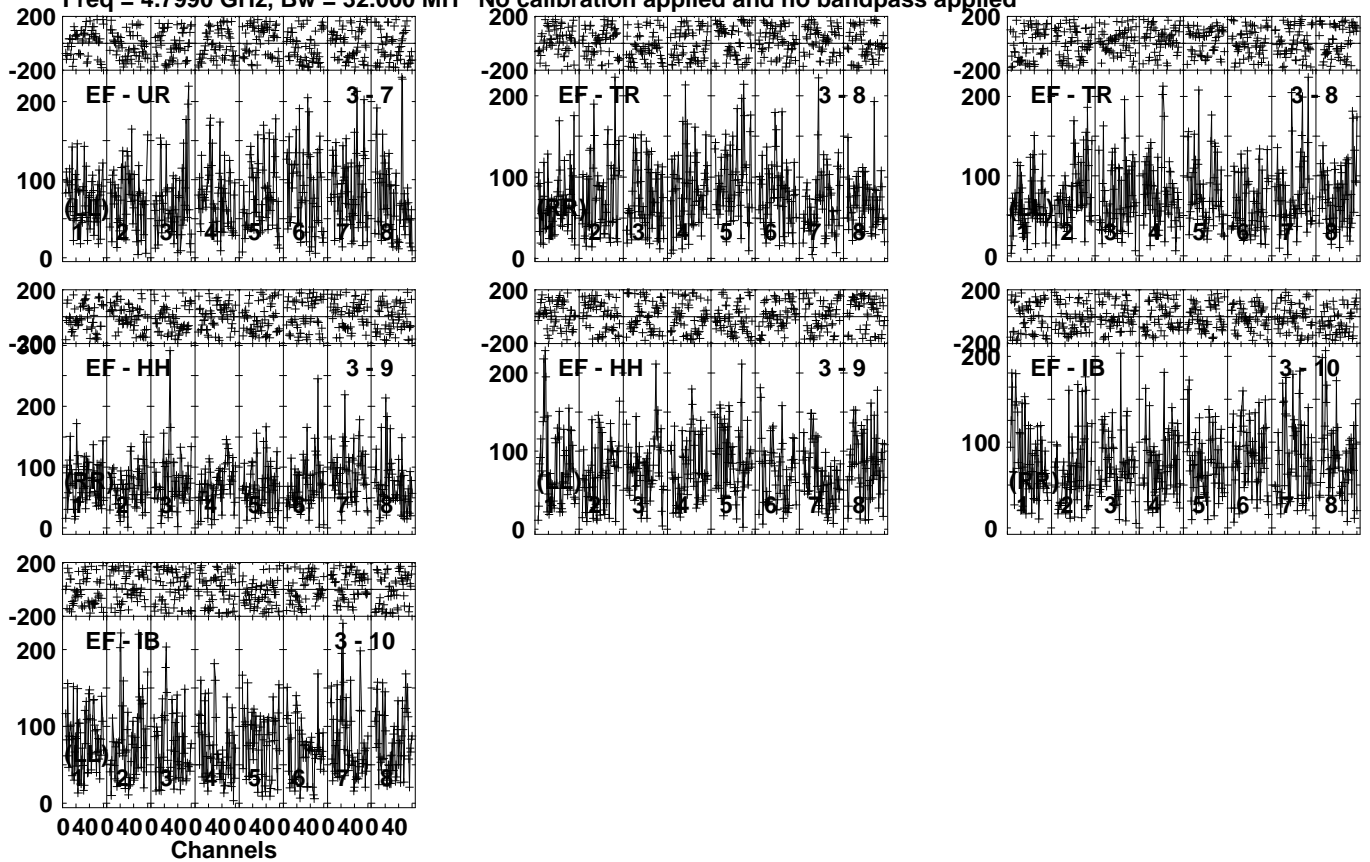 Freq = 4.7990 GHz, Bw = 32.000 MH No calibration applied and no bandpass applied
200 200 200
-200 -200 -200
EF - UR 3 - 7 EF - TR 3 - 8 EF - TR 3 - 8
200 200 200
100 100 100
(LL) (RR) (LL)
1 2 3 4 5 6 7 8 1 2 3 4 5 6 7 8 1 2 3 4 5 6 7 8
0 0 0
200 200 200
-200 -200 -200
300 200
EF - HH 3 - 9 EF - HH 3 - 9 EF - IB 3 - 10
200 200
100 100 100
(RR) (LL) (RR)
1 2 3 4 5 6 7 8 1 2 3 4 5 6 7 8 1 2 3 4 5 6 7 8
0 0 0
200
-200
EF - IB 3 - 10
200
100
(LL)
1 2 3 4 5 6 7 8
0
0 40 0 40 0 40 0 40 0 40 0 40 0 40 0 40
Channels